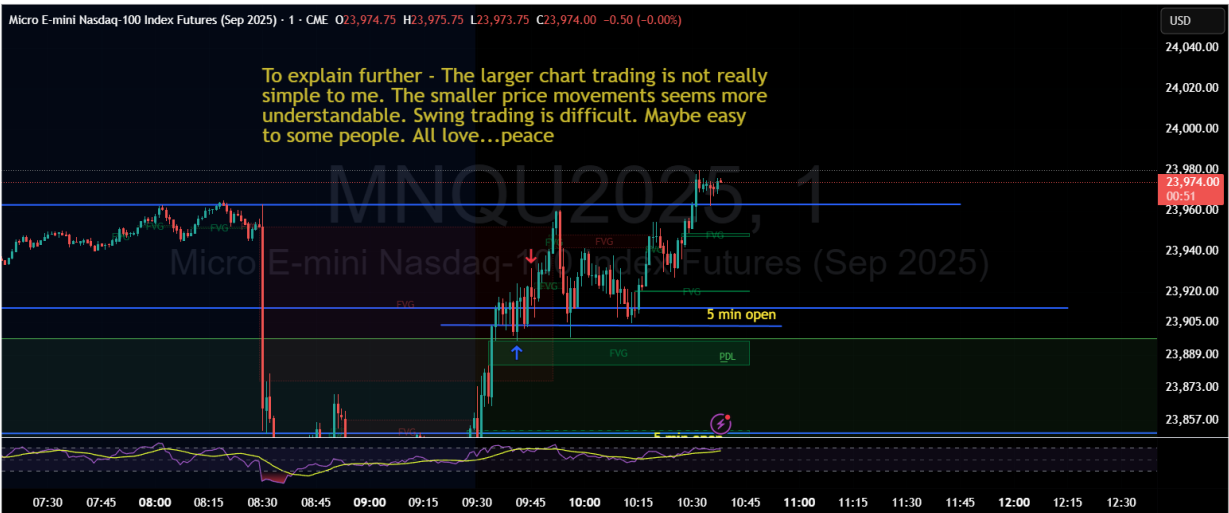 Micro E-mini Nasdaq-100 Index Futures (Sep 2025) · 1 · CME O23,974.75 H23,975.75 L23,973.75 C23,974.00 −0.50 (−0.00%)
USD
24,040.00
To explain further - The larger chart trading is not really
simple to me. The smaller price movements seems more
understandable. Swing trading is difficult. Maybe easy
to some people. All love...peace
24,020.00
24,000.00
MNQU2025, 1
Micro E-mini Nasdaq-100 Index Futures (Sep 2025)
23,980.00
23,974.00
00:51
23,960.00
FVG
FVG
FVG
FVG
FVG
FVG
23,940.00
FVG
FVG
23,920.00
FVG
5 min open
23,905.00
FVG
PDL
23,889.00
23,873.00
23,857.00
FVG
5 min open
07:30 07:45 08:00 08:15 08:30 08:45 09:00 09:15 09:30 09:45 10:00 10:15 10:30 10:45 11:00 11:15 11:30 11:45 12:00 12:15 12:30